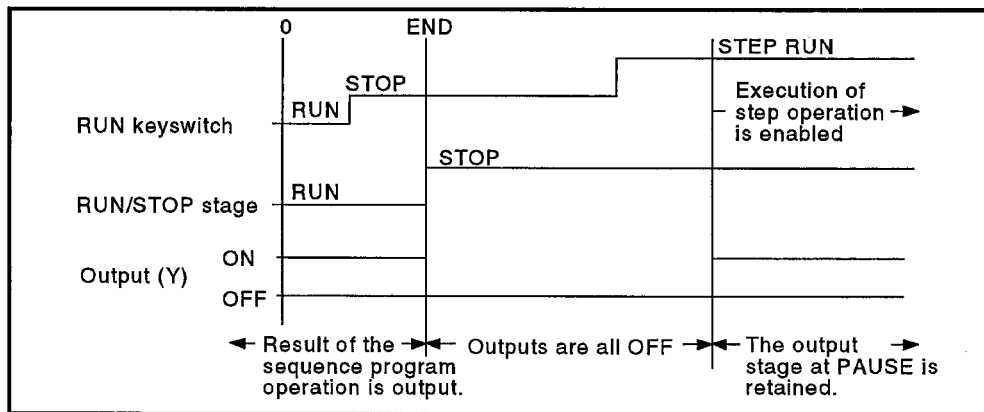 0
END
STEP RUN
STOP
RUN
RUN keyswitch
Execution of
step operation
is enabled
STOP
RUN
RUN/STOP stage
ON
Output (Y)
OFF
Result of the
sequence program
operation is output.
Outputs are all OFF
The output
stage at PAUSE is
retained.